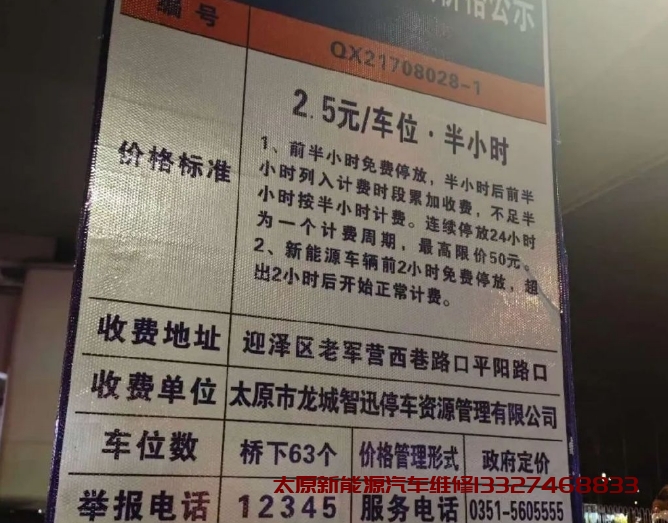 价格公示
编号
QX21708028-1
价格标准
2.5元/车位·半小时
1、前半小时免费停放，半小时后前半
小时列入计费时段累加收费，不足半
小时按半小时计费。连续停放24小时
为一个计费周期，最高限价50元。
2、新能源车辆前2小时免费停放，超
出2小时后开始正常计费。
收费地址
迎泽区老军营西巷路口平阳路口
收费单位
太原市龙城智迅停车资源管理有限公司
车位数
桥下63个
价格管理形式
政府定价
举报电话
12345
服务电话
0351-5605555
太原新能源汽车维修13327468833